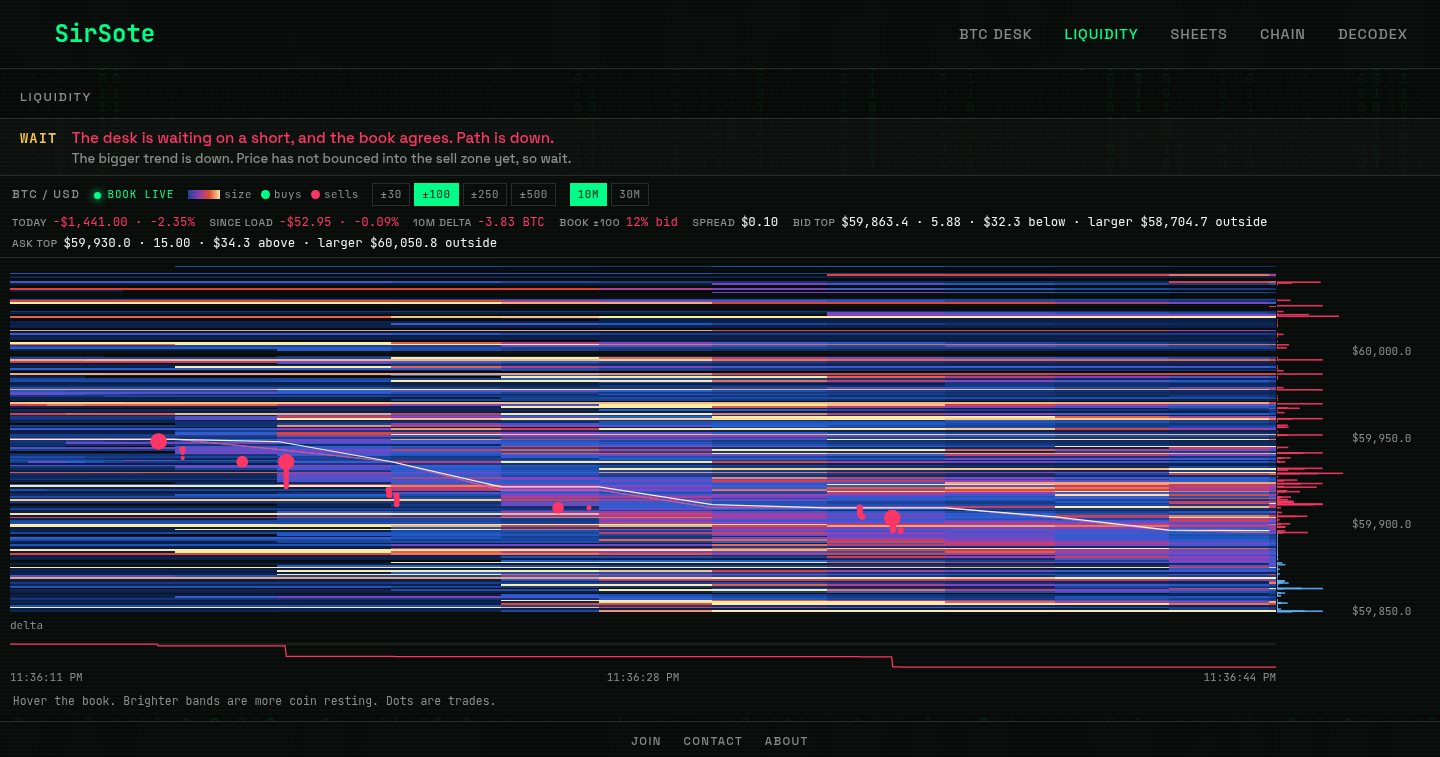 SirSote
BTC DESK LIQUIDITY SHEETS CHAIN DECODEX
LIQUIDITY
WAIT The desk is waiting on a short, and the book agrees. Path is down.
The bigger trend is down. Price has not bounced into the sell zone yet, so wait.
BTC / USD BOOK LIVE size buys sells ±30 ±100 ±250 ±500 10M 30M
TODAY -$1,441.00 · -2.35% SINCE LOAD -$52.95 · -0.09% 10M DELTA -3.83 BTC BOOK ±100 12% bid SPREAD $0.10 BID TOP $59,863.4 · 5.88 · $32.3 below · larger $58,704.7 outside
ASK TOP $59,930.0 · 15.00 · $34.3 above · larger $60,050.8 outside
$60,000.0
$59,950.0
$59,900.0
$59,850.0
delta
11:36:11 PM 11:36:28 PM 11:36:44 PM
Hover the book. Brighter bands are more coin resting. Dots are trades.
JOIN CONTACT ABOUT